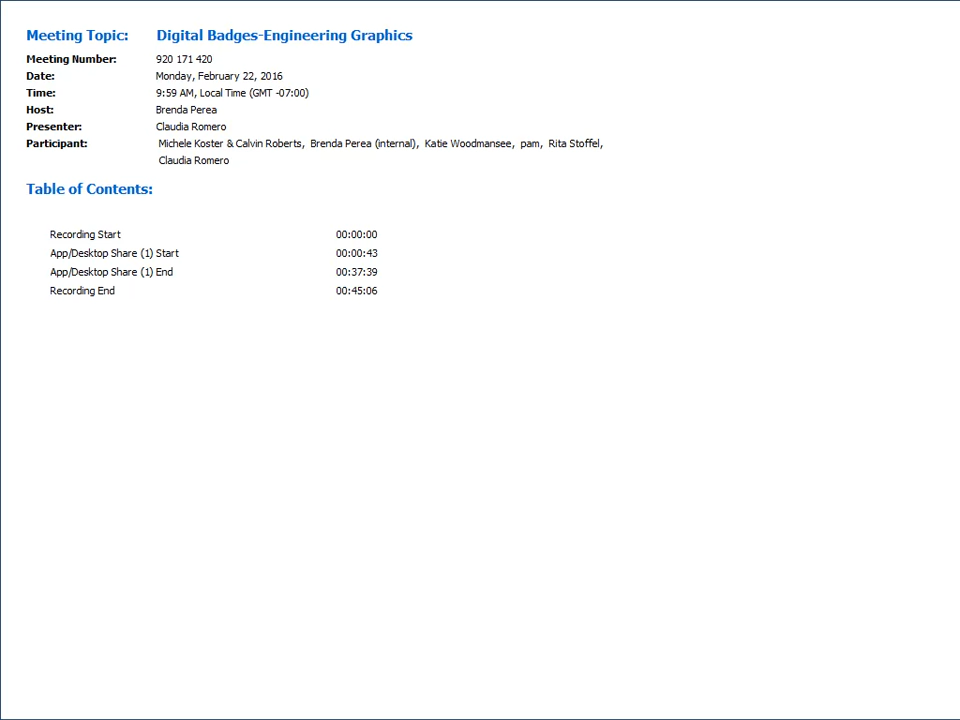 Meeting Topic: Digital Badges-Engineering Graphics
Meeting Number: 920 171 420
Date: Monday, February 22, 2016
Time: 9:59 AM, Local Time (GMT -07:00)
Host: Brenda Perea
Presenter: Claudia Romero
Participant: Michele Koster & Calvin Roberts, Brenda Perea (internal), Katie Woodmansee, pam, Rita Stoffel,
Claudia Romero
Table of Contents:
Recording Start 00:00:00
App/Desktop Share (1) Start 00:00:43
App/Desktop Share (1) End 00:37:39
Recording End 00:45:06